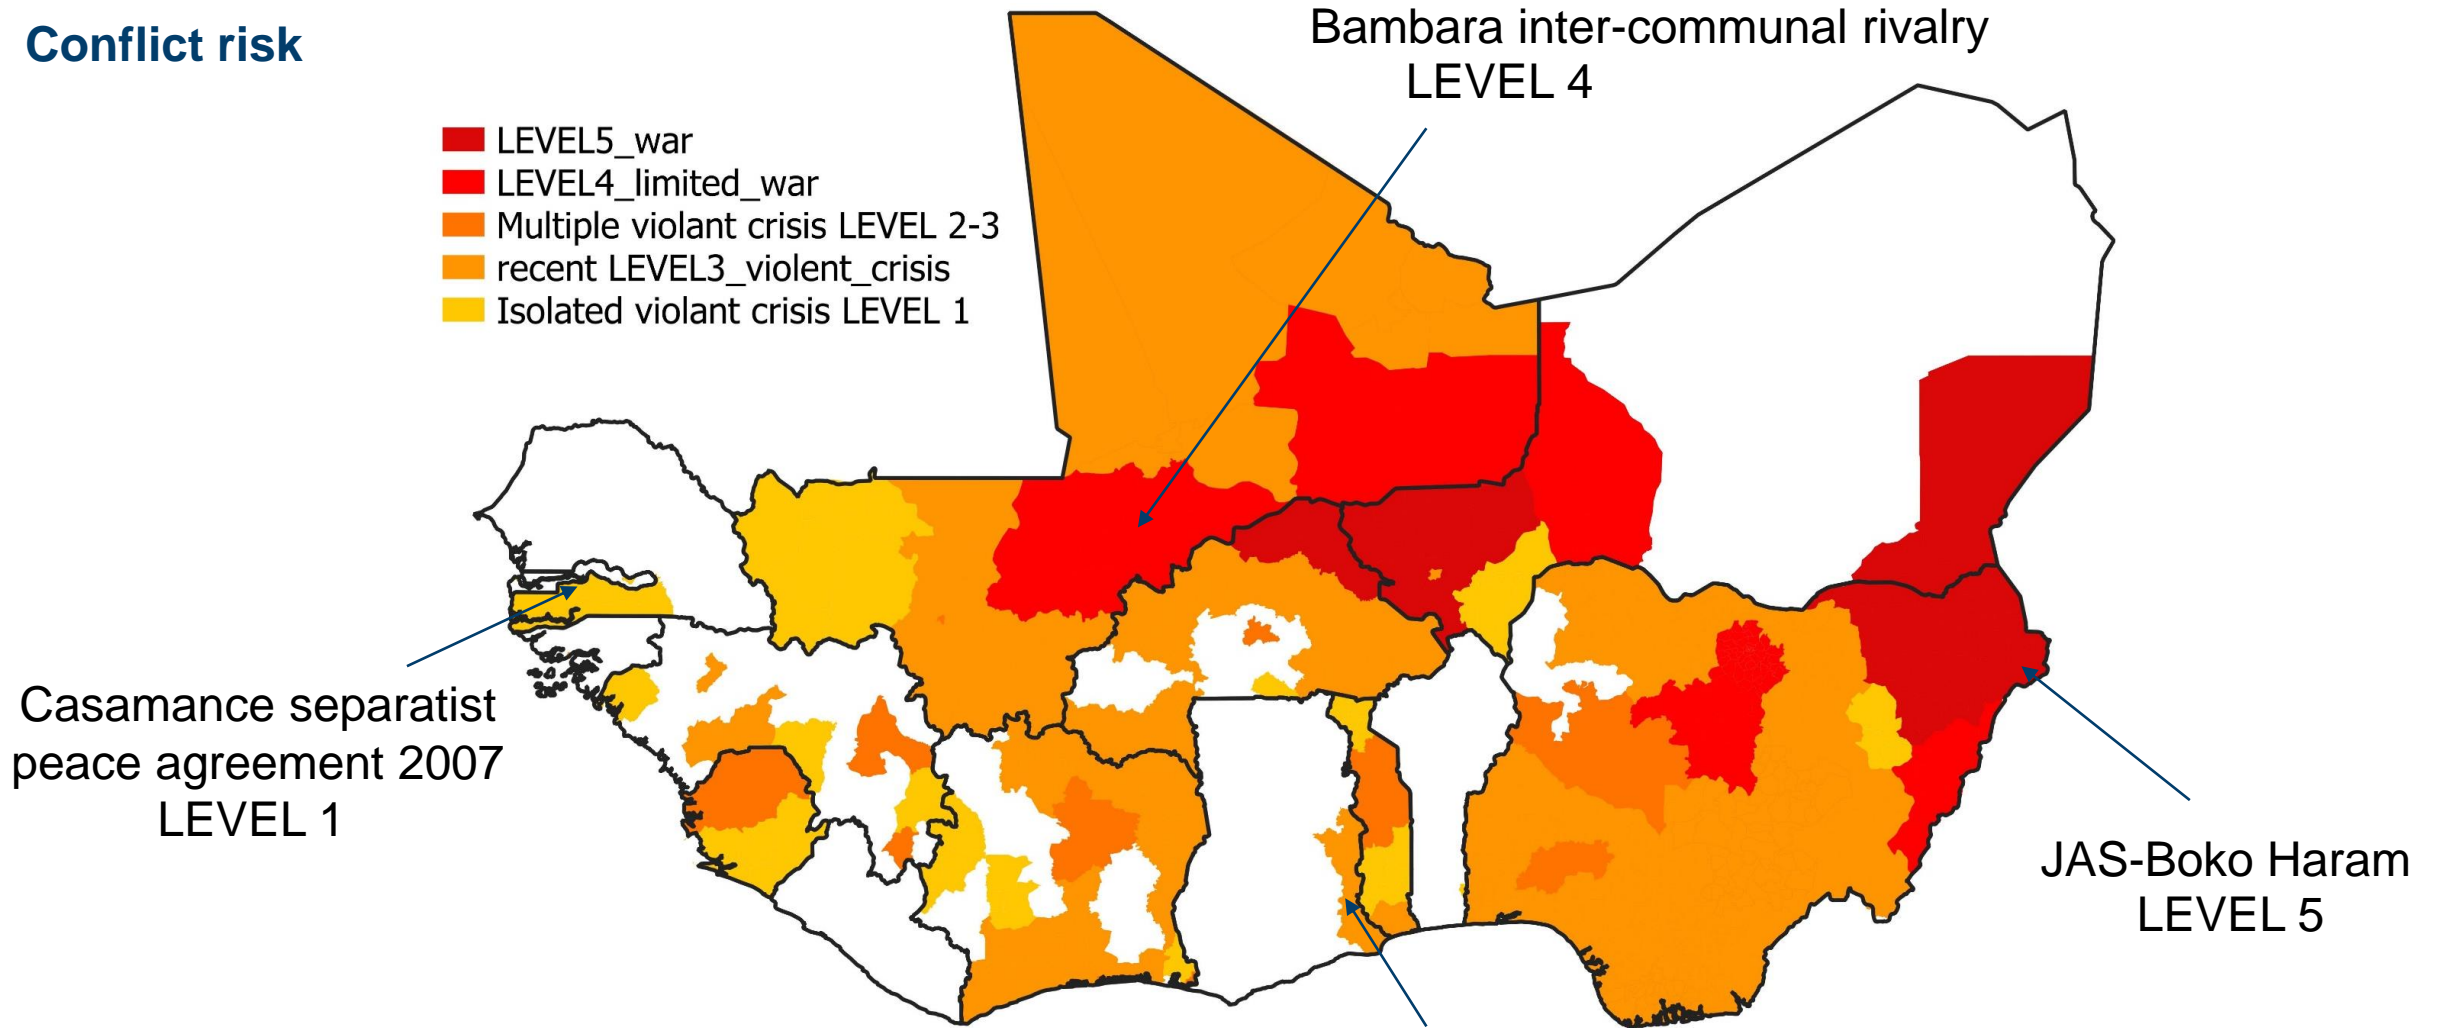 Conflict risk
Bambara inter-communal rivalry
LEVEL 4
LEVEL5_war
LEVEL4_limited_war
Multiple violant crisis LEVEL 2-3
recent LEVEL3_violent_crisis
Isolated violant crisis LEVEL 1
Casamance separatist
peace agreement 2007
LEVEL 1
JAS-Boko Haram
LEVEL 5